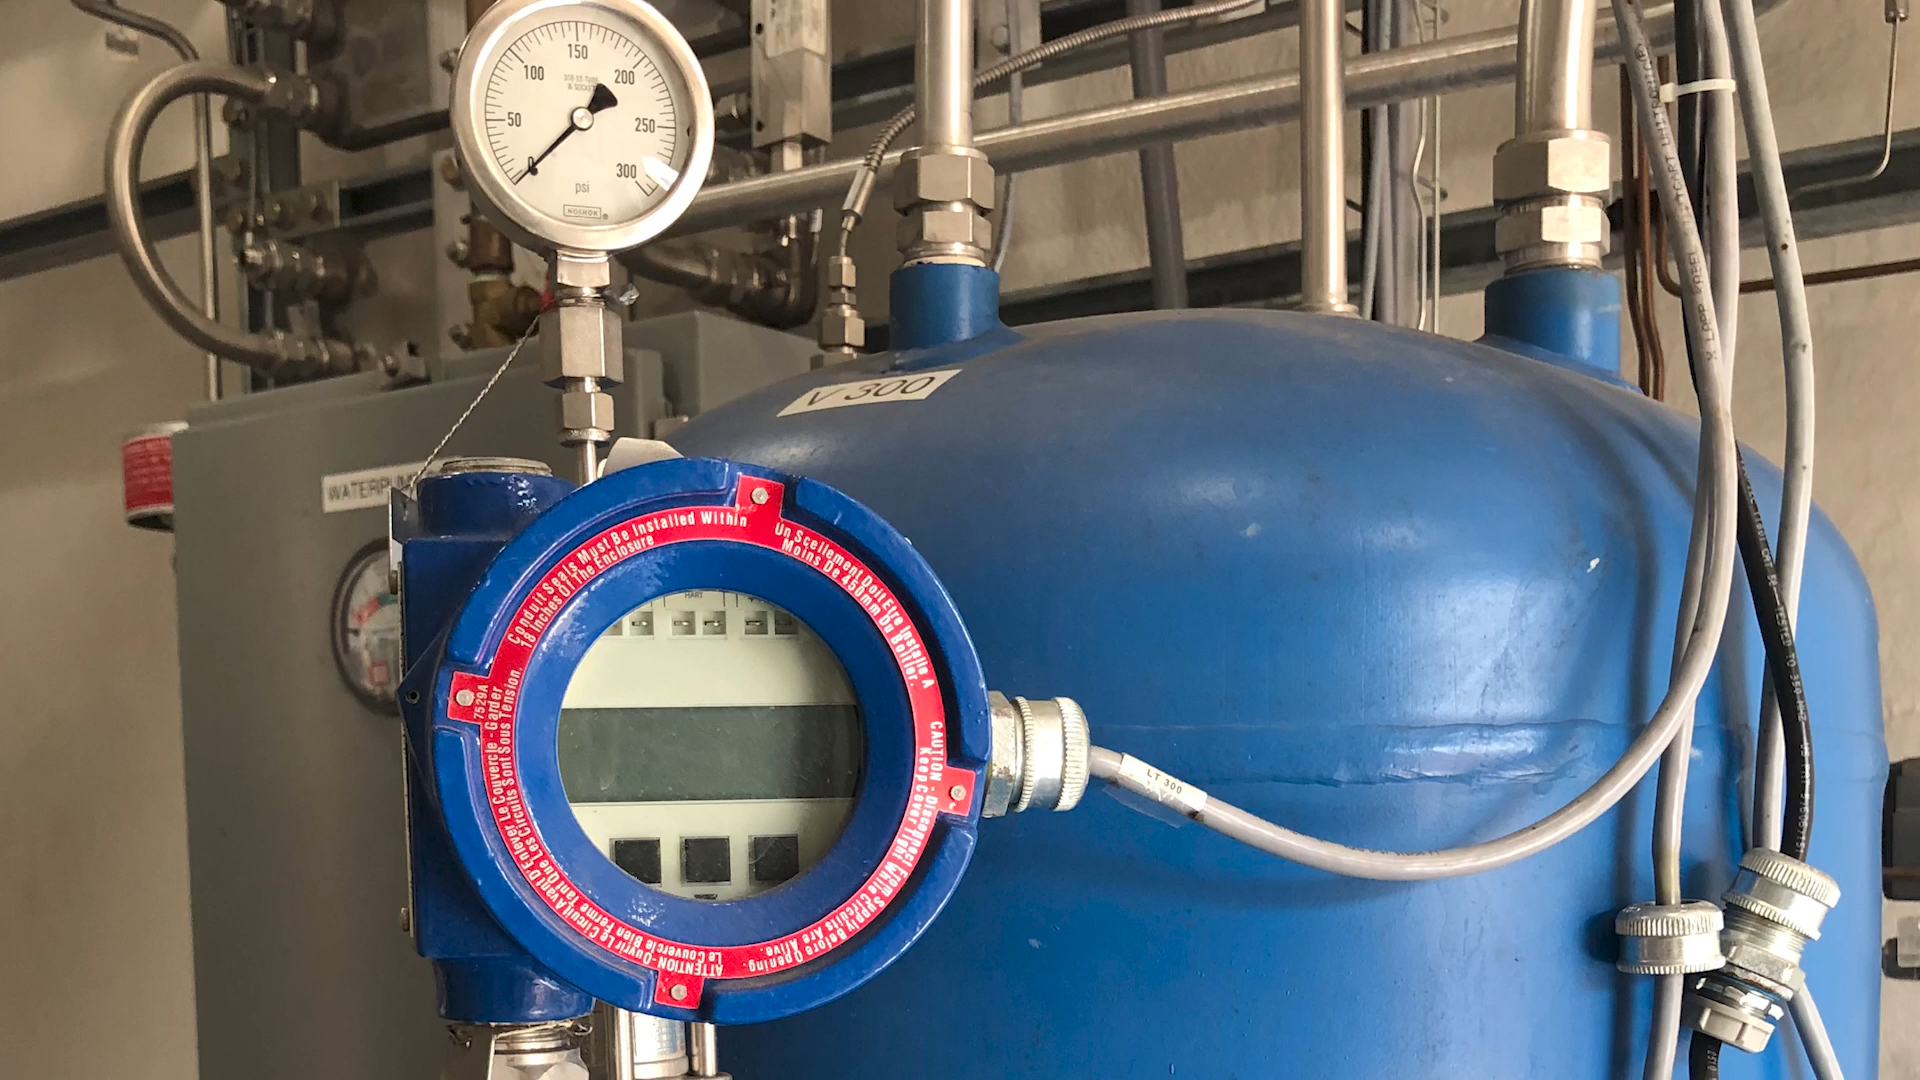 150
100
200
50
250
0
300
psi
NOSHOK
V 300
Conduit Seals Must Be Installed Within
18 Inches Of The Enclosure
Un Scellement Doit Etre Installe A
Moins De 450mm Du Boitier.
HART
7529A
CAUTION - Disconnect From Supply Before Opening.
Keep Cover Tight While Circuits Are Alive.
ATTENTION-Ouvrir Le Circuit Avant D'Enlever Le Couvercle - Garder
Le Couvercle Bien Ferme Tant Que Les Circuits Sont Sous Tension.
LT 300